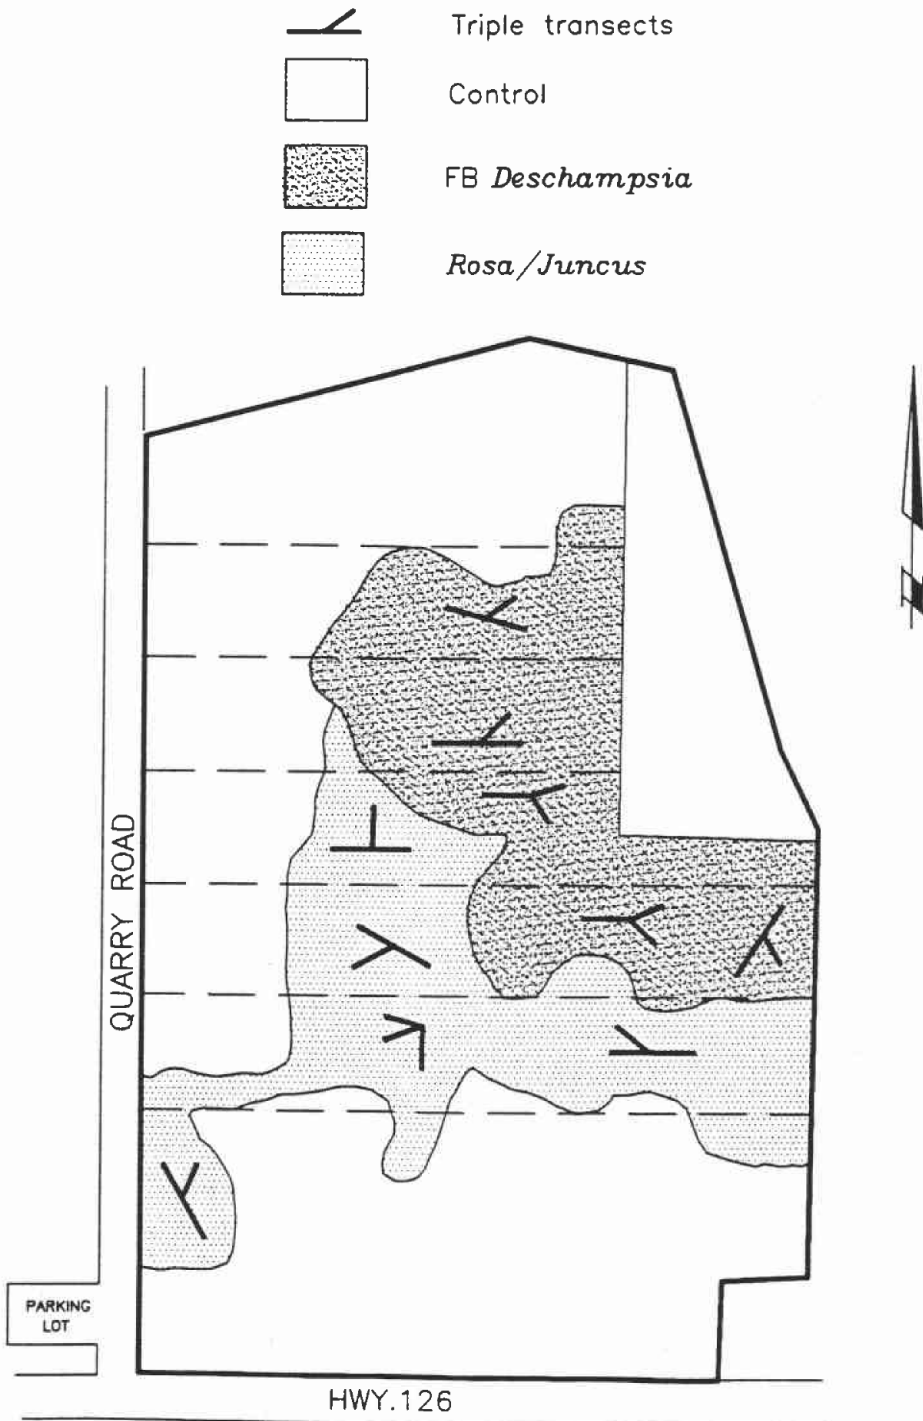 Triple transects
Control
FB Deschampsia
Rosa/Juncus
QUARRY ROAD
PARKING
LOT
HWY.126